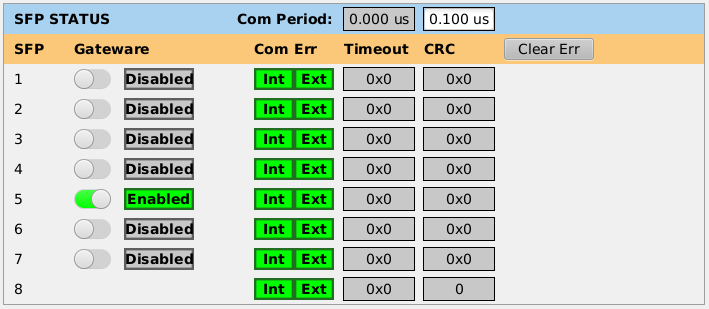 SFP STATUS Com Period: 0.000 us 0.100 us
SFP Gateware Com Err Timeout CRC Clear Err
1 Disabled Int Ext 0x0 0x0
2 Disabled Int Ext 0x0 0x0
3 Disabled Int Ext 0x0 0x0
4 Disabled Int Ext 0x0 0x0
5 Enabled Int Ext 0x0 0x0
6 Disabled Int Ext 0x0 0x0
7 Disabled Int Ext 0x0 0x0
8 Int Ext 0x0 0